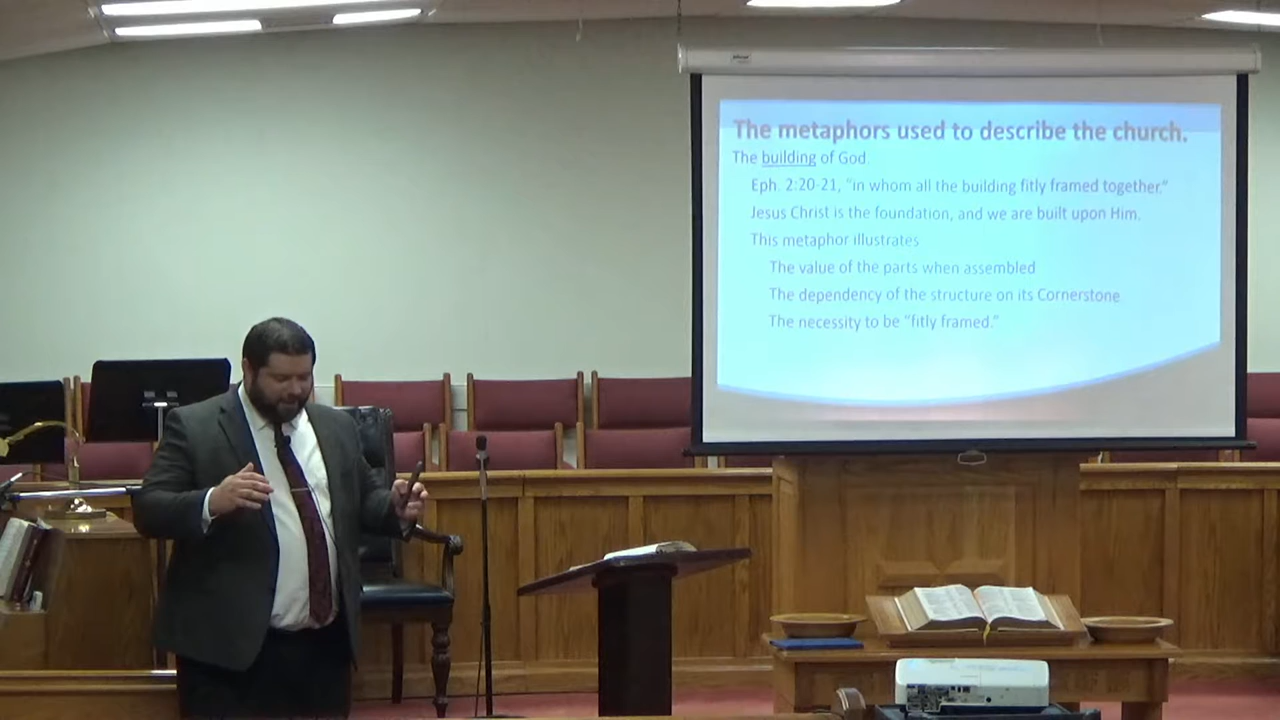 The metaphors used to describe the church.
The building of God.
Eph. 2:20-21, "in whom all the building fitly framed together."
Jesus Christ is the foundation, and we are built upon Him.
This metaphor illustrates
The value of the parts when assembled
The dependency of the structure on its Cornerstone
The necessity to be "fitly framed."